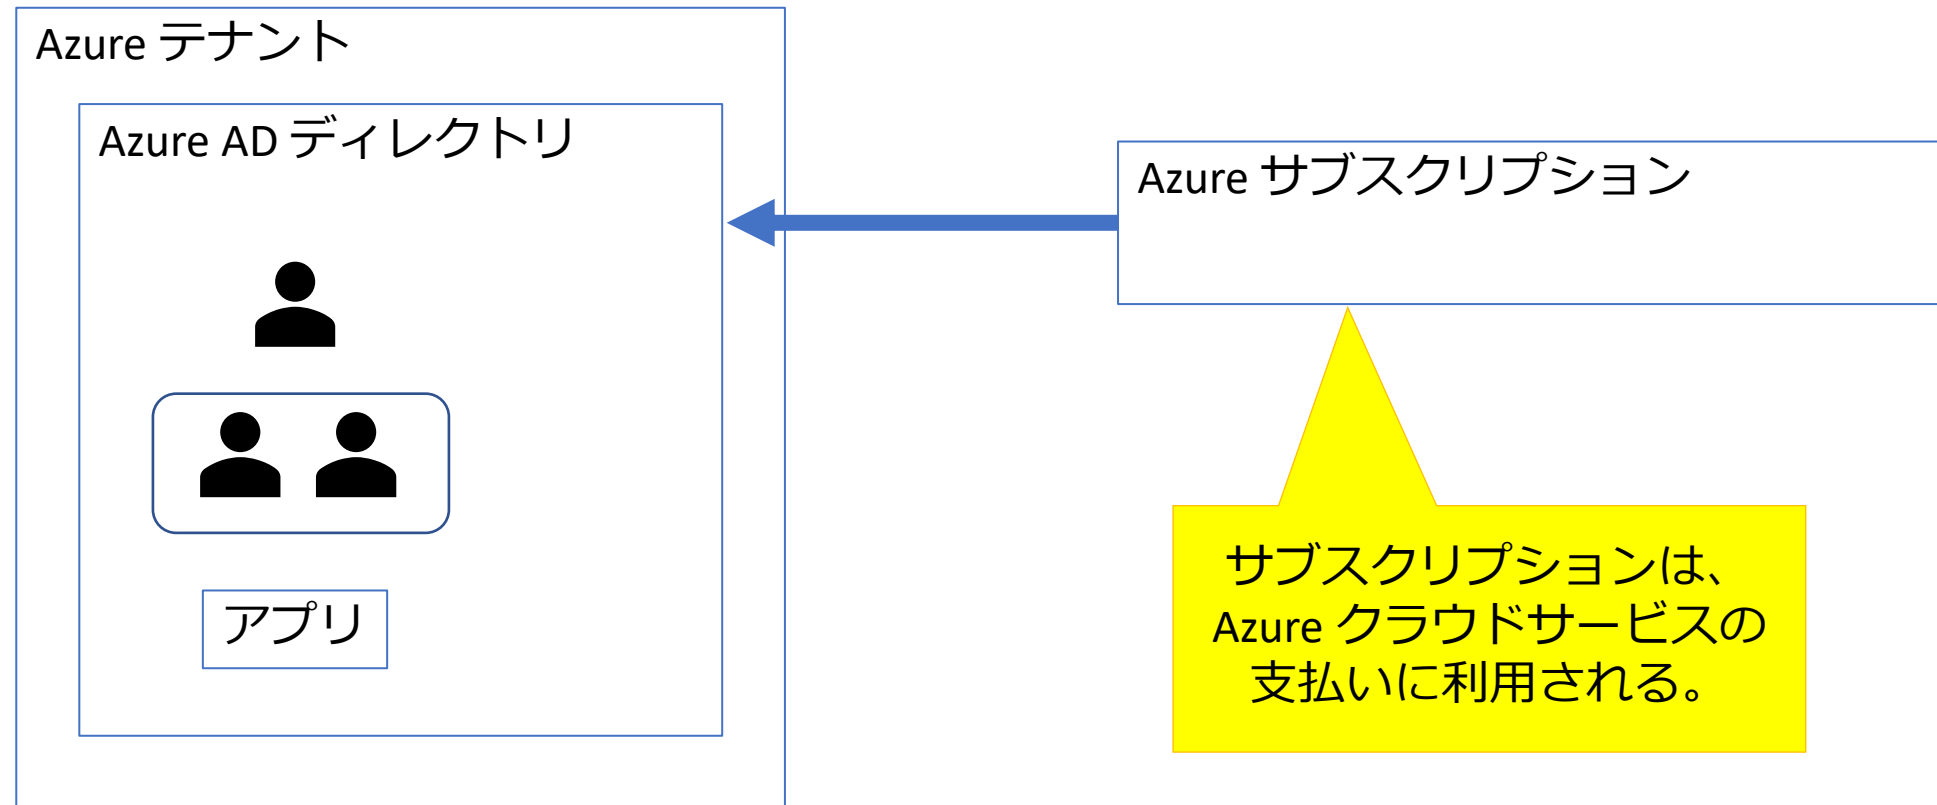 Azure テナント
Azure AD ディレクトリ
アプリ
Azure サブスクリプション
サブスクリプションは、
Azure クラウドサービスの
支払いに利用される。